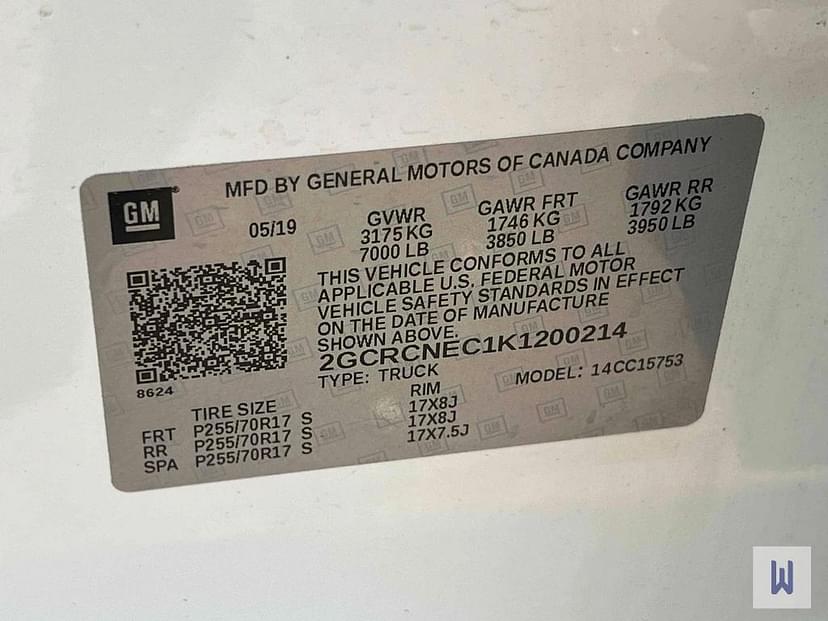 GM
MFD BY GENERAL MOTORS OF CANADA COMPANY
05/19
GVWR GAWR FRT GAWR RR
3175 KG 1746 KG 1792 KG
7000 LB 3850 LB 3950 LB
THIS VEHICLE CONFORMS TO ALL
APPLICABLE U.S. FEDERAL MOTOR
VEHICLE SAFETY STANDARDS IN EFFECT
ON THE DATE OF MANUFACTURE
SHOWN ABOVE.
2GCRCNEC1K1200214
TYPE: TRUCK MODEL: 14CC15753
8624
TIRE SIZE RIM
FRT P255/70R17 S 17X8J
RR P255/70R17 S 17X8J
SPA P255/70R17 S 17X7.5J
W